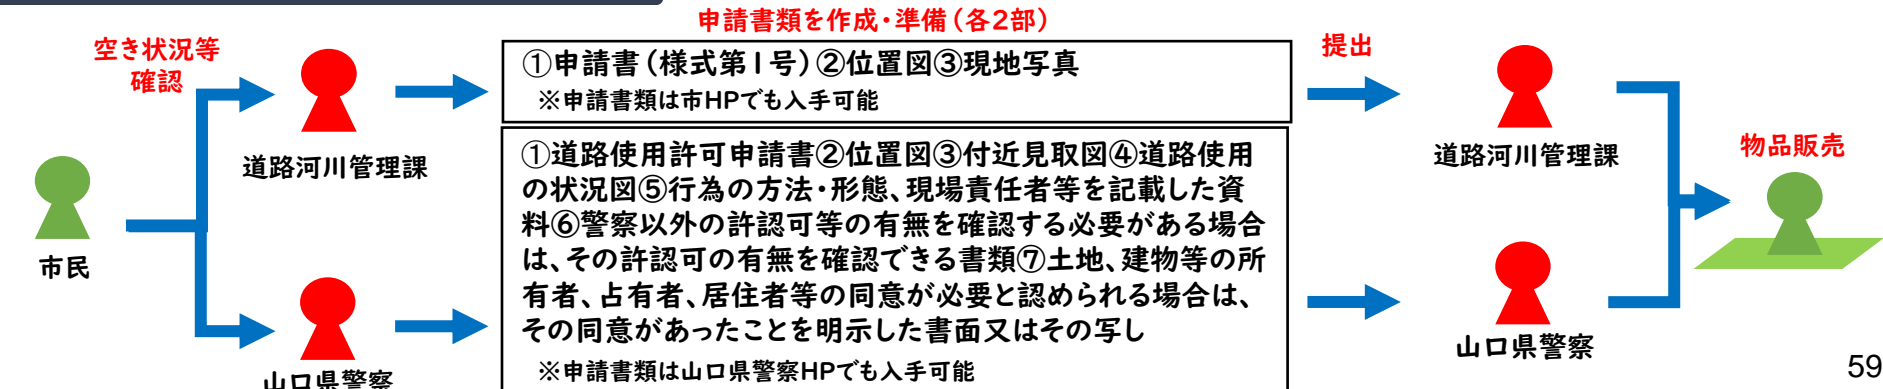 申請書類を作成・準備(各2部)
空き状況等
確認
道路河川管理課
市民
山口県警察
①申請書(様式第1号)②位置図③現地写真
※申請書類は市HPでも入手可能
①道路使用許可申請書②位置図③付近見取図④道路使用
の状況図⑤行為の方法・形態、現場責任者等を記載した資
料⑥警察以外の許認可等の有無を確認する必要がある場合
は、その許認可の有無を確認できる書類⑦土地、建物等の所
有者、占有者、居住者等の同意が必要と認められる場合は、
その同意があったことを明示した書面又はその写し
※申請書類は山口県警察HPでも入手可能
提出
道路河川管理課
山口県警察
物品販売
59